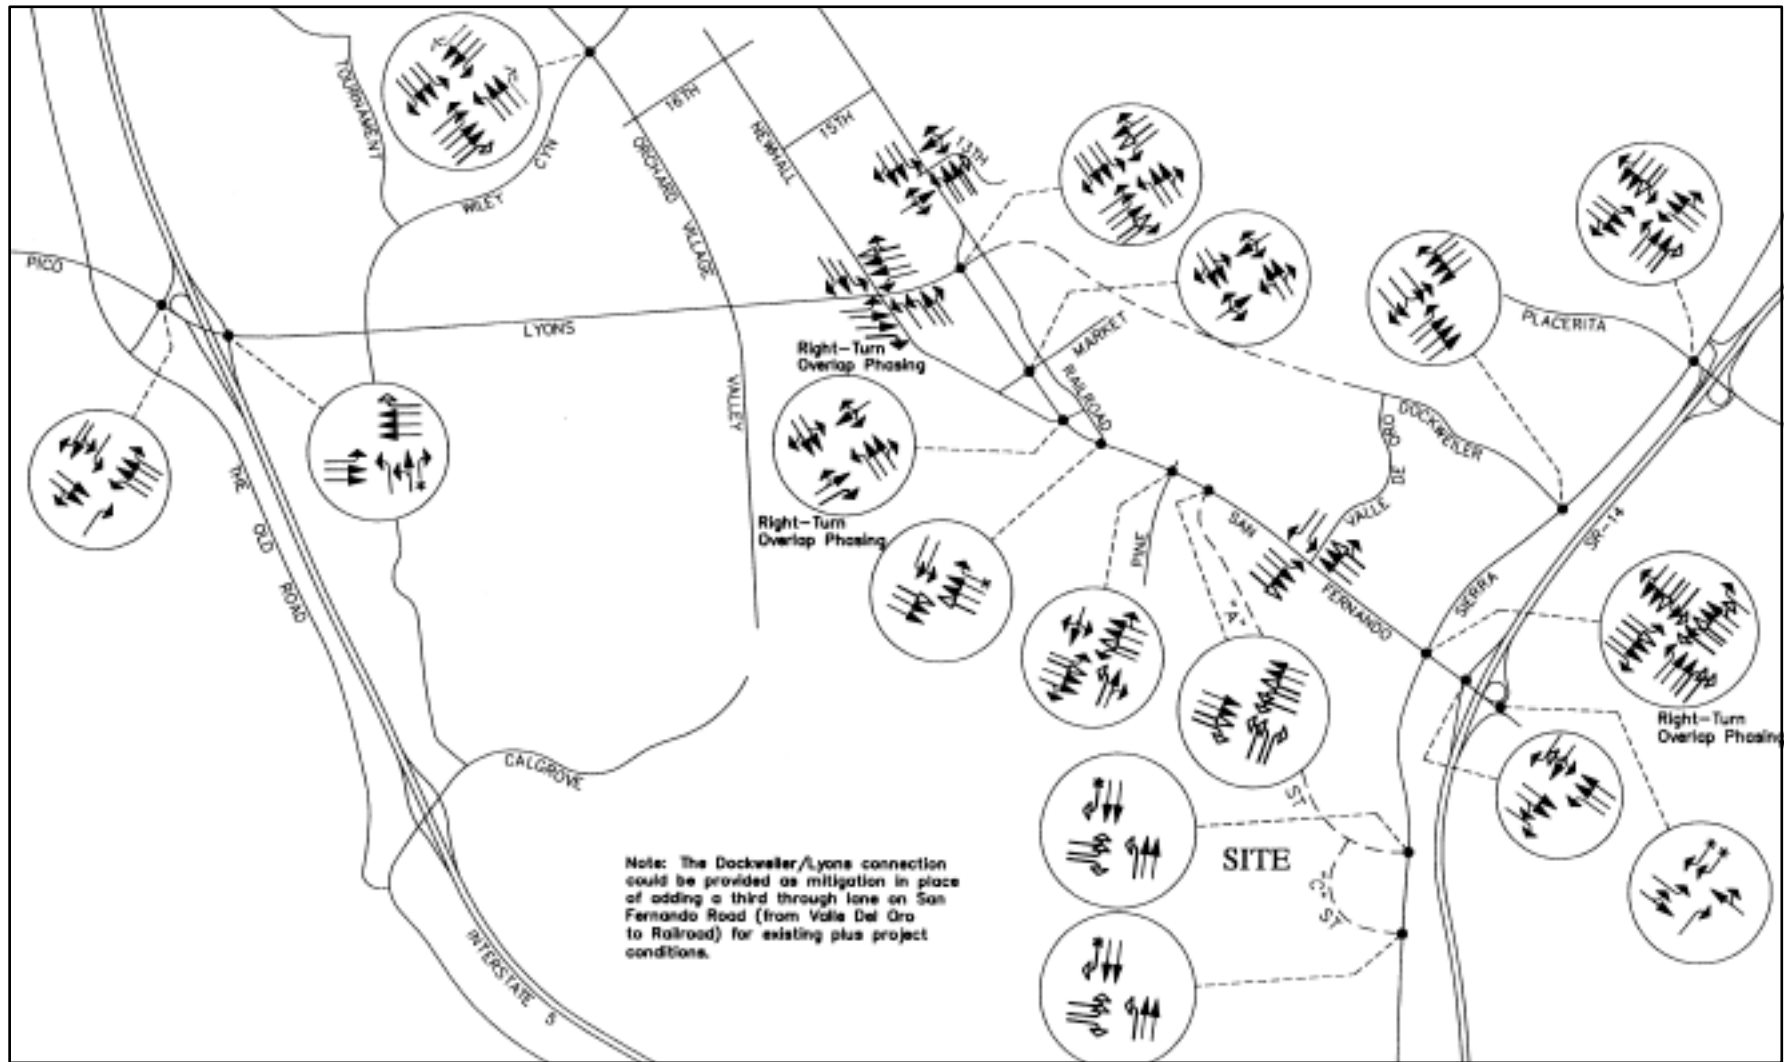 TOURNAMENT
WILEY
CYN
16TH
15TH
13TH
ORCHARD
VILLAGE
VALLEY
NEWHALL
PICO
LYONS
Right-Turn
Overlap Phasing
MARKET
RAILROAD
PLACERITA
DOCKWEILER
VALLE
DE
ORO
Right-Turn
Overlap Phasing
SAN
FERNANDO
PINE
"A"
ST
SIERRA
SR-14
THE
OLD
ROAD
Right-Turn
Overlap Phasing
CALGROVE
SITE
"C"
ST
Note: The Dockweiler/Lyons connection
could be provided as mitigation in place
of adding a third through lane on San
Fernando Road (from Valle Del Oro
to Railroad) for existing plus project
conditions.
INTERSTATE
5